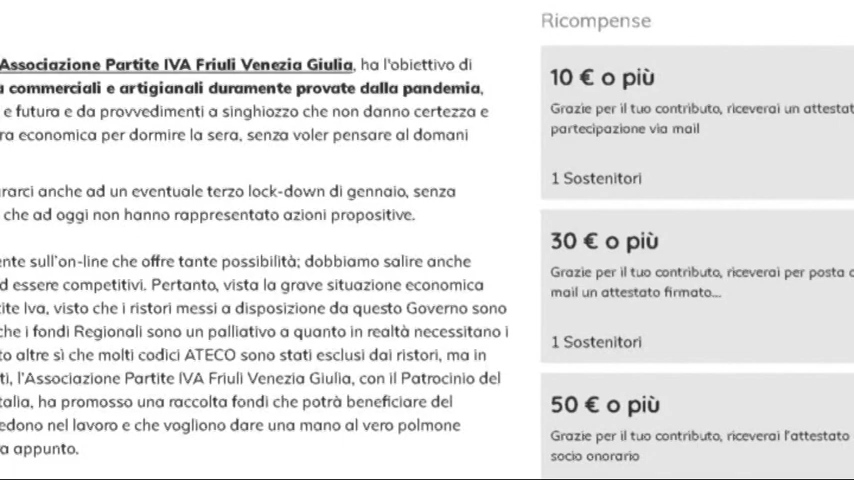 Associazione Partite IVA Friuli Venezia Giulia, ha l'obiettivo di
commerciali e artigianali duramente provate dalla pandemia,
e futura e da provvedimenti a singhiozzo che non danno certezza e
ra economica per dormire la sera, senza voler pensare al domani
rarci anche ad un eventuale terzo lock-down di gennaio, senza
che ad oggi non hanno rappresentato azioni propositive.
ente sull'on-line che offre tante possibilità; dobbiamo salire anche
d essere competitivi. Pertanto, vista la grave situazione economica
ite Iva, visto che i ristori messi a disposizione da questo Governo sono
che i fondi Regionali sono un palliativo a quanto in realtà necessitano i
to altre sì che molti codici ATECO sono stati esclusi dai ristori, ma in
ti, l'Associazione Partite IVA Friuli Venezia Giulia, con il Patrocinio del
talia, ha promosso una raccolta fondi che potrà beneficiare del
edono nel lavoro e che vogliono dare una mano al vero polmone
a appunto.
Ricompense
10 € o più
Grazie per il tuo contributo, riceverai un attestat
partecipazione via mail
1 Sostenitori
30 € o più
Grazie per il tuo contributo, riceverai per posta o
mail un attestato firmato...
1 Sostenitori
50 € o più
Grazie per il tuo contributo, riceverai l'attestato
socio onorario